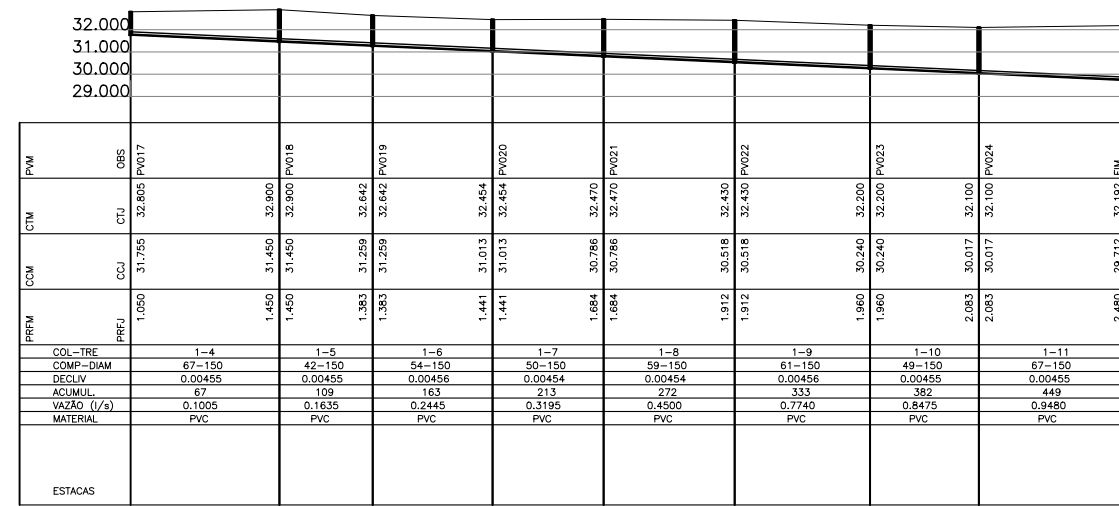 32.000
31.000
30.000
29.000
PVM OBS PV017 PV018 PV019 PV020 PV021 PV022 PV023 PV024 FIM
CTM CTJ 32.805 32.900 32.900 32.642 32.642 32.454 32.454 32.470 32.470 32.430 32.430 32.200 32.200 32.100 32.100 32.192
CCM CCJ 31.755 31.450 31.450 31.259 31.259 31.013 31.013 30.786 30.786 30.518 30.518 30.240 30.240 30.017 30.017 29.712
PRFM PRFJ 1.050 1.450 1.450 1.383 1.383 1.441 1.441 1.684 1.684 1.912 1.912 1.960 1.960 2.083 2.083 2.480
COL-TRE 1-4 1-5 1-6 1-7 1-8 1-9 1-10 1-11
COMP-DIAM 67-150 42-150 54-150 50-150 59-150 61-150 49-150 67-150
DECLIV 0.00455 0.00455 0.00456 0.00454 0.00454 0.00456 0.00455 0.00455
ACUMUL. 67 109 163 213 272 333 382 449
VAZÃO (l/s) 0.1005 0.1635 0.2445 0.3195 0.4500 0.7740 0.8475 0.9480
MATERIAL PVC PVC PVC PVC PVC PVC PVC PVC
ESTACAS